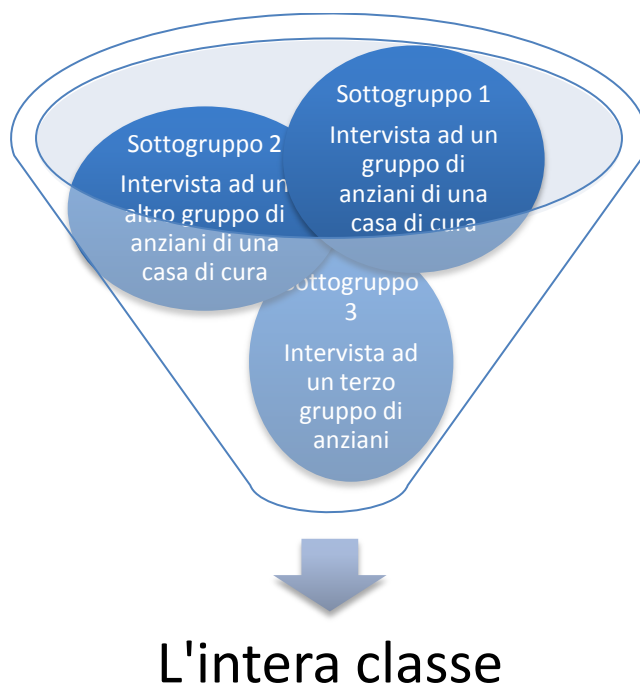 Sottogruppo 1
Intervista ad un
gruppo di
anziani di una
casa di cura
Sottogruppo 2
Intervista ad un
altro gruppo di
anziani di una
casa di cura
Sottogruppo
3
Intervista ad
un terzo
gruppo di
anziani
L'intera classe